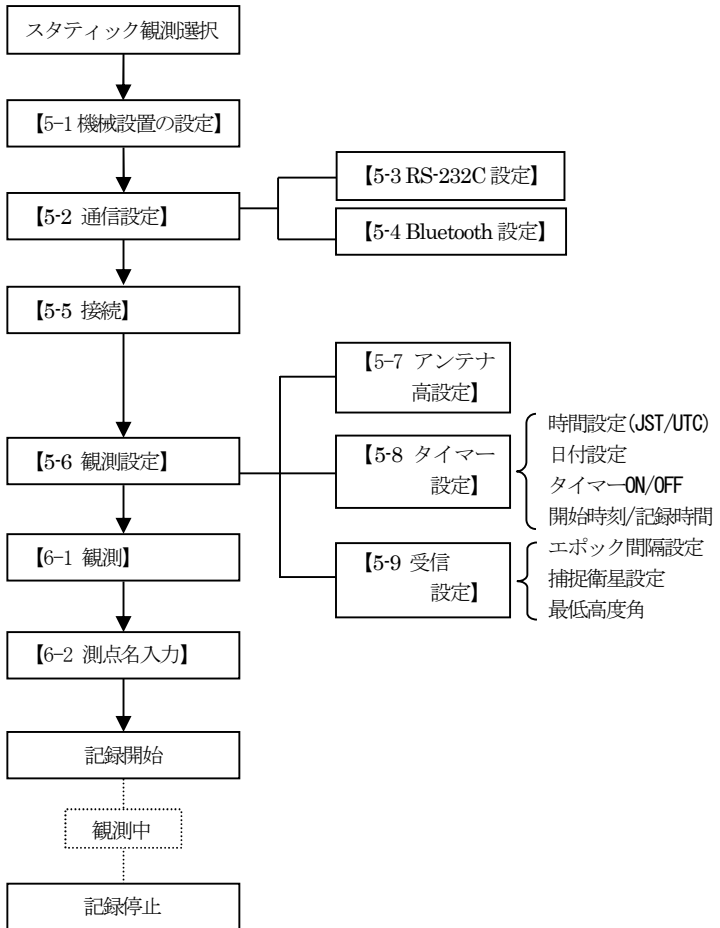 スタティック観測選択
【5-1 機械設置の設定】
【5-2 通信設定】
【5-3 RS-232C 設定】
【5-4 Bluetooth 設定】
【5-5 接続】
【5-6 観測設定】
【5-7 アンテナ
高設定】
【5-8 タイマー
設定】
時間設定(JST/UTC)
日付設定
タイマーON/OFF
開始時刻/記録時間
【5-9 受信
設定】
エポック間隔設定
捕捉衛星設定
最低高度角
【6-1 観測】
【6-2 測点名入力】
記録開始
観測中
記録停止